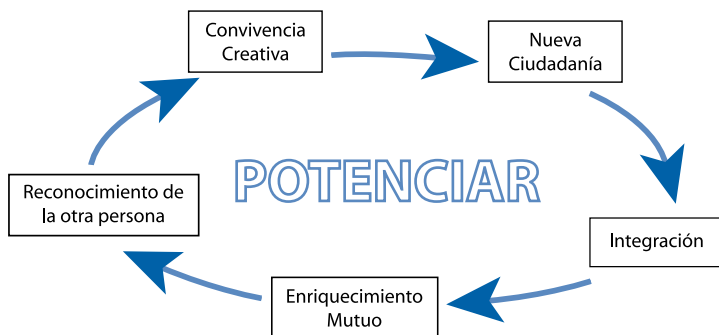 Convivencia
Creativa
Nueva
Ciudadanía
POTENCIAR
Reconocimiento de
la otra persona
Integración
Enriquecimiento
Mutuo